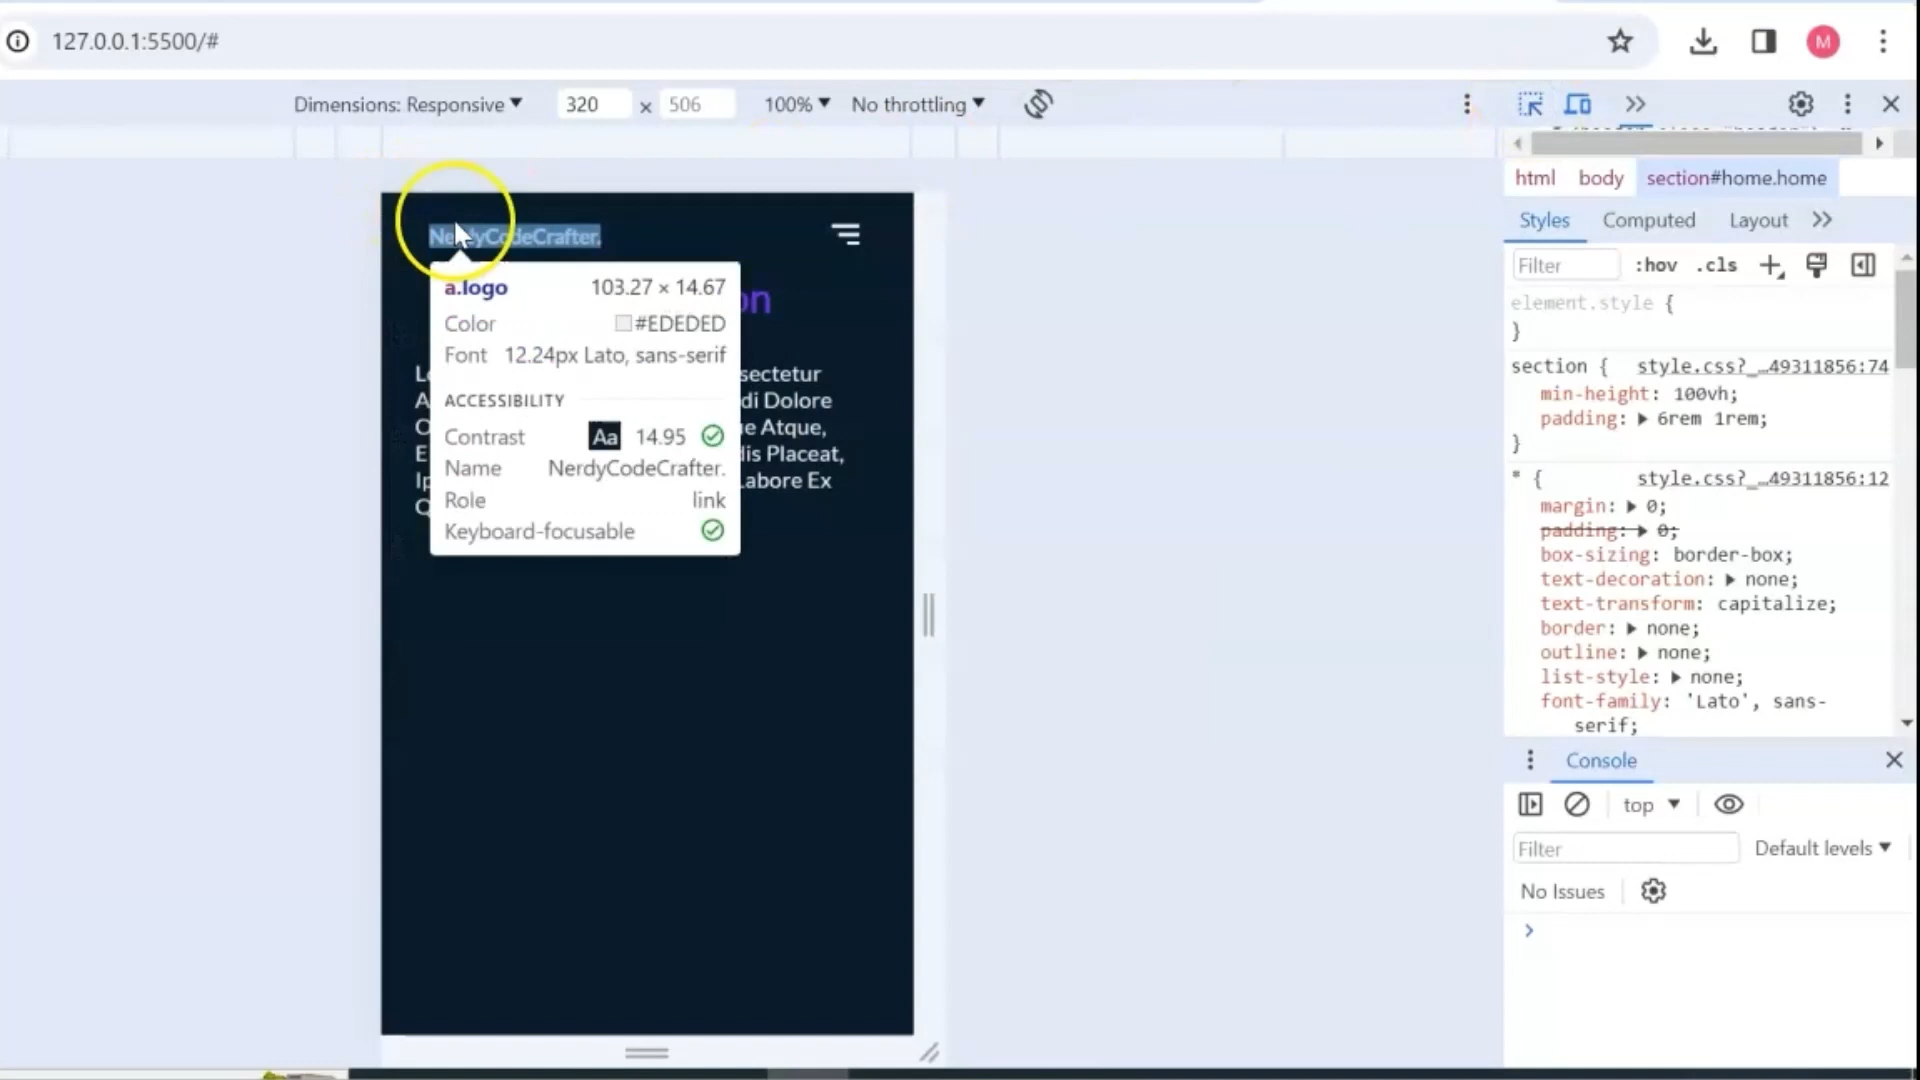 127.0.0.1:5500/#
M
Dimensions: Responsive 320 x 506 100% No throttling
html body section#home.home
Styles Computed Layout
Filter :hov .cls
element.style {
}
section { style.css?_…49311856:74
min-height: 100vh;
padding: 6rem 1rem;
}
* { style.css?_…49311856:12
margin: 0;
padding: 0;
box-sizing: border-box;
text-decoration: none;
text-transform: capitalize;
border: none;
outline: none;
list-style: none;
font-family: 'Lato', sans-
serif;
NerdyCodeCrafter.
on
a.logo 103.27 × 14.67
Color #EDEDED
Font 12.24px Lato, sans-serif
ACCESSIBILITY
Contrast Aa 14.95
Name NerdyCodeCrafter.
Role link
Keyboard-focusable
sectetur
di Dolore
e Atque,
dis Placeat,
Labore Ex
Console
top
Filter Default levels
No Issues